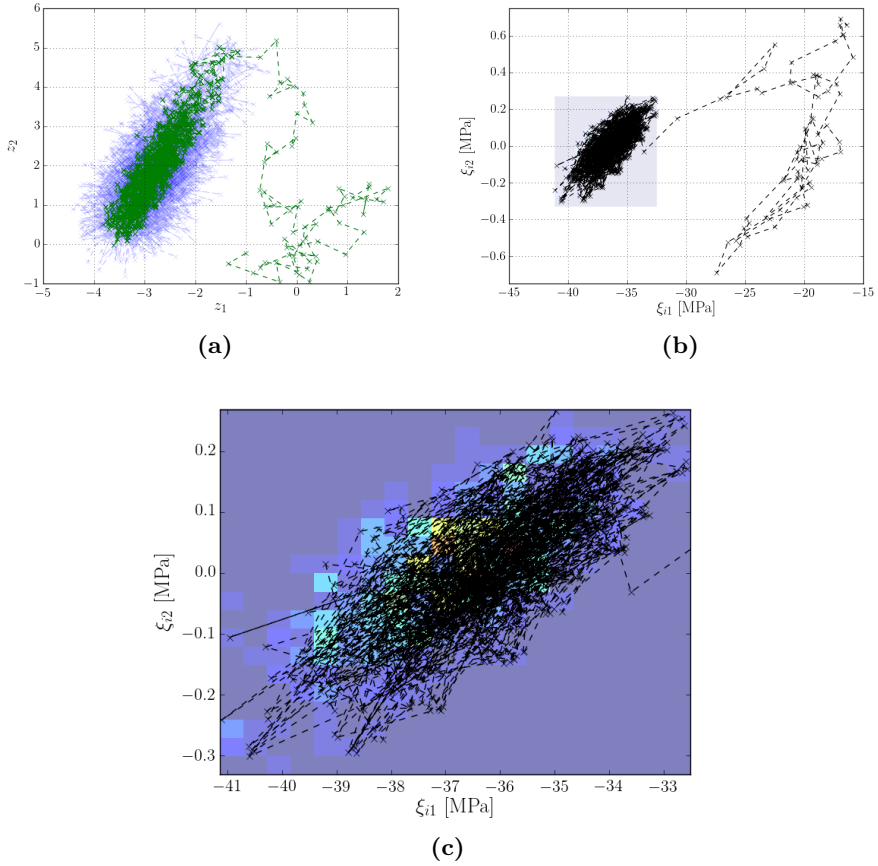 6
5
4
3
2
1
0
−1
z2
−5 −4 −3 −2 −1 0 1 2
z1
(a)
0.6
0.4
0.2
0.0
−0.2
−0.4
−0.6
ξi2 [MPa]
−45 −40 −35 −30 −25 −20 −15
ξi1 [MPa]
(b)
0.2
0.1
0.0
−0.1
−0.2
−0.3
ξi2 [MPa]
−41 −40 −39 −38 −37 −36 −35 −34 −33
ξi1 [MPa]
(c)